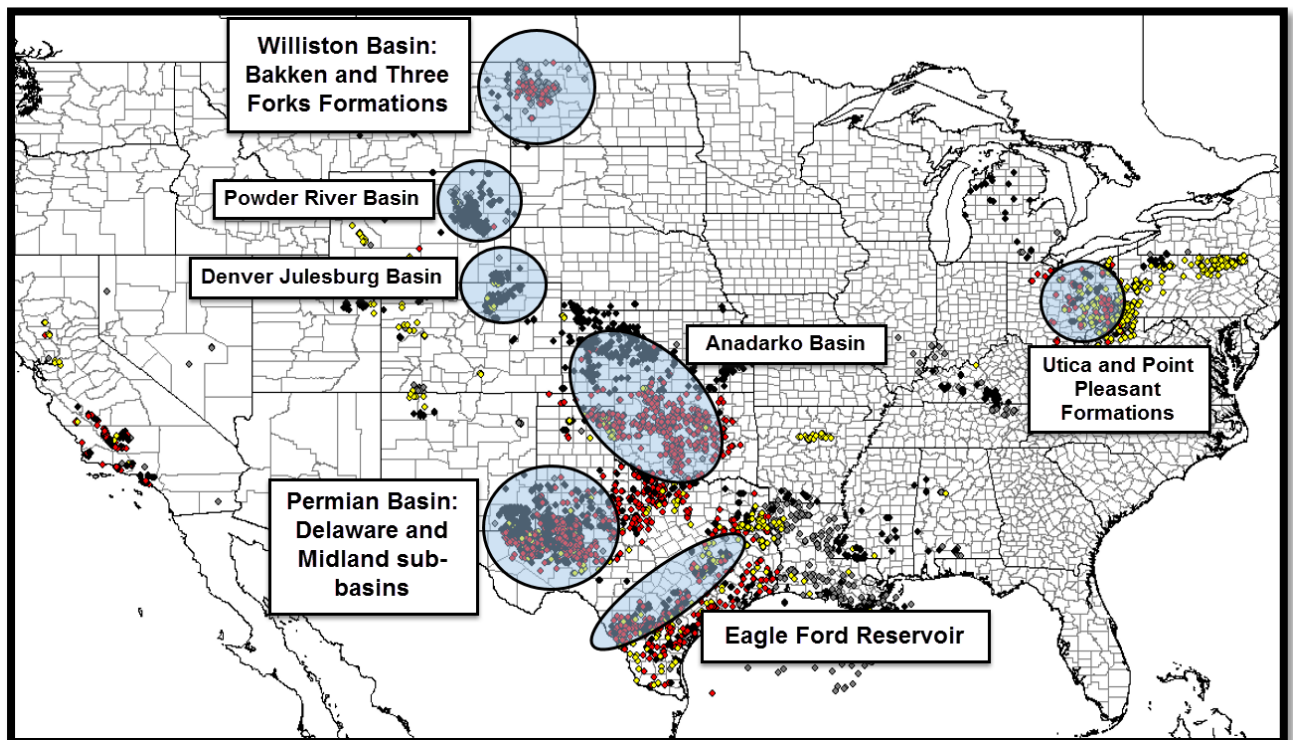 Williston Basin:
Bakken and Three
Forks Formations
Powder River Basin
Denver Julesburg Basin
Anadarko Basin
Utica and Point
Pleasant
Formations
Permian Basin:
Delaware and
Midland sub-
basins
Eagle Ford Reservoir